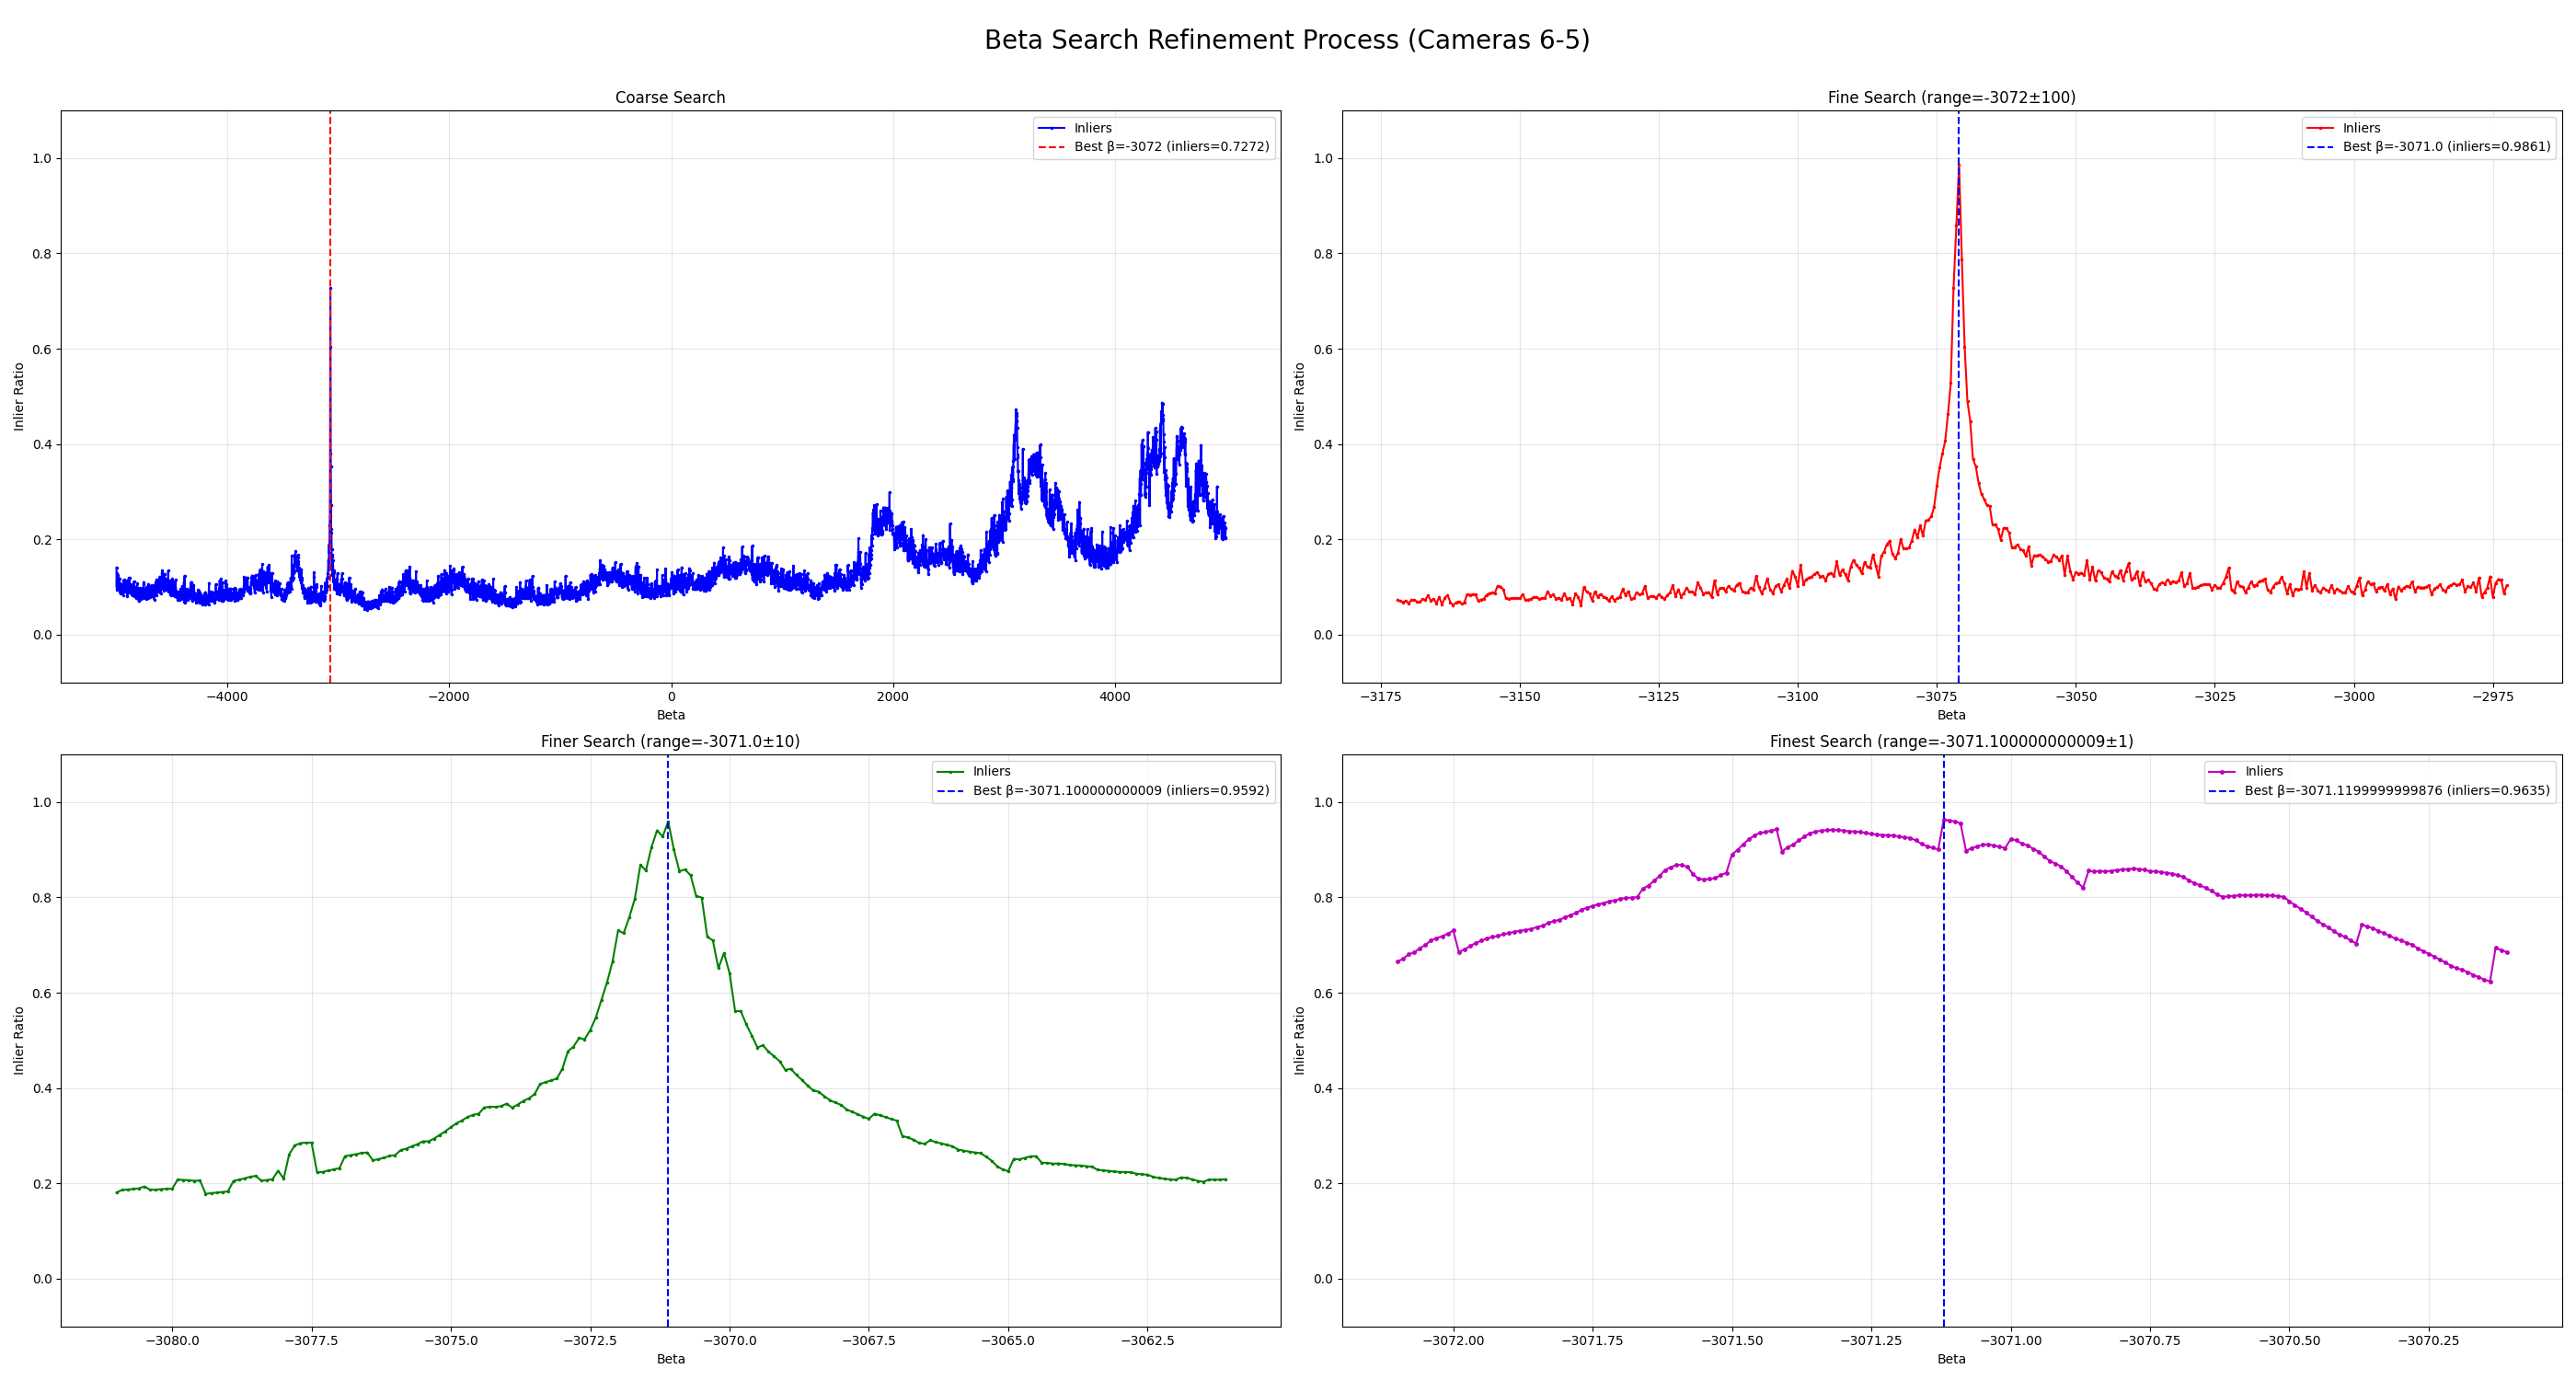 Beta Search Refinement Process (Cameras 6-5)
Coarse Search
Inliers
Best β=-3072 (inliers=0.7272)
Inlier Ratio
1.0
0.8
0.6
0.4
0.2
0.0
−4000 −2000 0 2000 4000
Beta
Fine Search (range=-3072±100)
Inliers
Best β=-3071.0 (inliers=0.9861)
Inlier Ratio
1.0
0.8
0.6
0.4
0.2
0.0
−3175 −3150 −3125 −3100 −3075 −3050 −3025 −3000 −2975
Beta
Finer Search (range=-3071.0±10)
Inliers
Best β=-3071.100000000009 (inliers=0.9592)
Inlier Ratio
1.0
0.8
0.6
0.4
0.2
0.0
−3080.0 −3077.5 −3075.0 −3072.5 −3070.0 −3067.5 −3065.0 −3062.5
Beta
Finest Search (range=-3071.100000000009±1)
Inliers
Best β=-3071.1199999999876 (inliers=0.9635)
Inlier Ratio
1.0
0.8
0.6
0.4
0.2
0.0
−3072.00 −3071.75 −3071.50 −3071.25 −3071.00 −3070.75 −3070.50 −3070.25
Beta